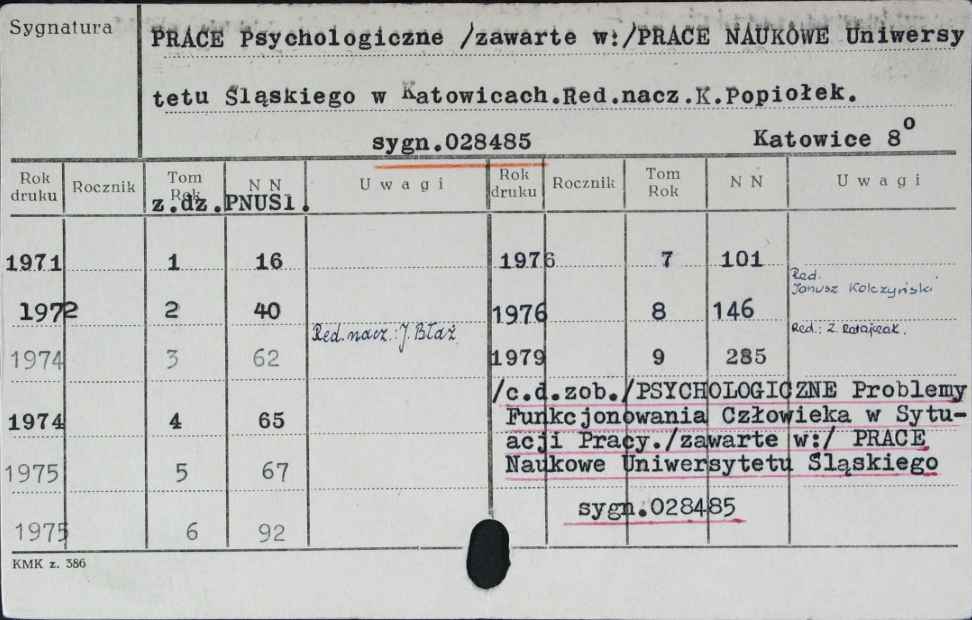 Sygnatura
PRACE Psychologiczne /zawarte w:/PRACE NAUKOWE Uniwersy
tetu Śląskiego w Katowicach.Red.nacz.K.Popiołek.
sygn.028485 Katowice 8°
Rok druku Rocznik Tom Rok N N Uwagi Rok druku Rocznik Tom Rok N N Uwagi
z.dz.PNUSl.
1971 1 16 1976 7 101
Red. Janusz Kolczyński
1972 2 40 1976 8 146
Red.nacz.: J. Błaż Red.: Z. Ratajczak.
1974 3 62 1979 9 285
/c.d.zob./PSYCHOLOGICZNE Problemy
1974 4 65 Funkcjonowania Człowieka w Sytu-
acji Pracy./zawarte w:/ PRACE
1975 5 67 Naukowe Uniwersytetu Śląskiego
sygn.028485
1975 6 92
KMK z. 386